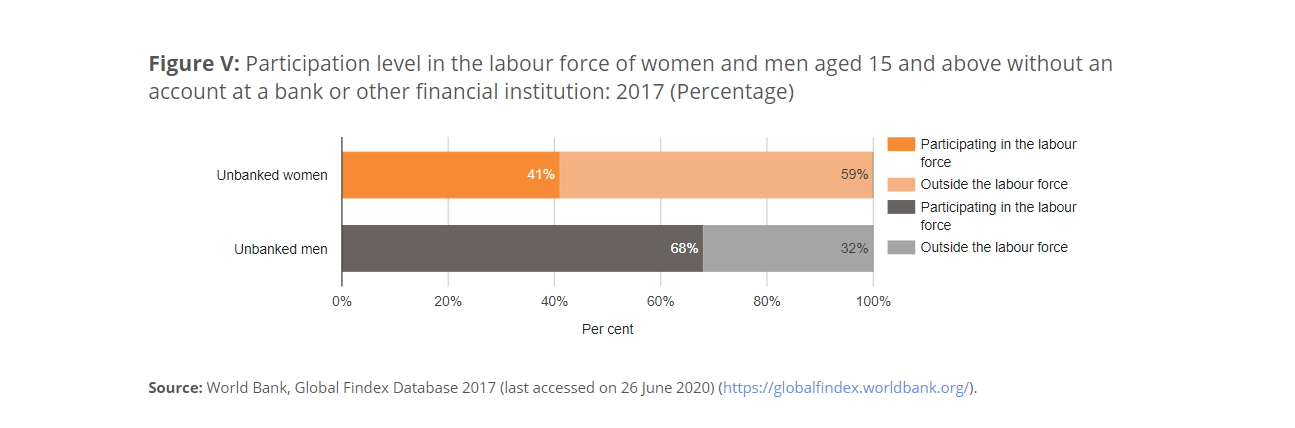 Figure V: Participation level in the labour force of women and men aged 15 and above without an
account at a bank or other financial institution: 2017 (Percentage)
Unbanked women
41%
59%
Unbanked men
68%
32%
0%
20%
40%
60%
80%
100%
Per cent
Participating in the labour
force
Outside the labour force
Participating in the labour
force
Outside the labour force
Source: World Bank, Global Findex Database 2017 (last accessed on 26 June 2020) (https://globalfindex.worldbank.org/).